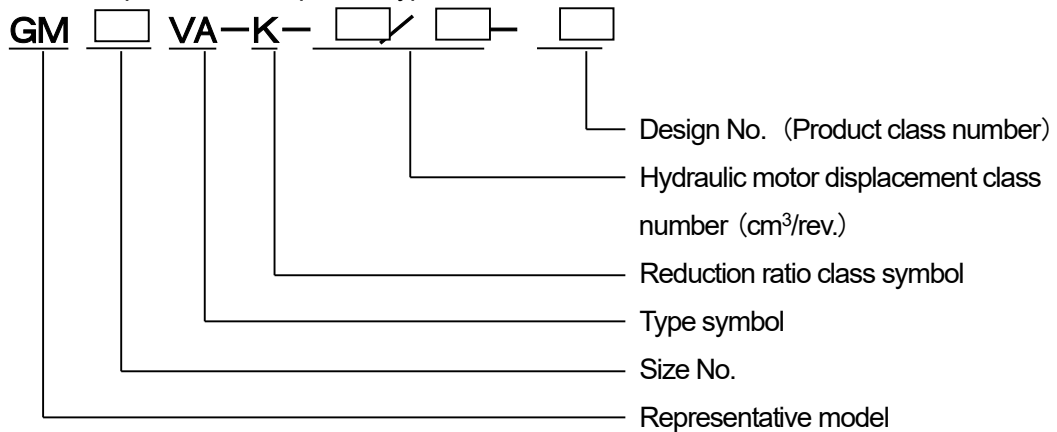 GM □ VA-K-□/□-□
Design No. （Product class number）
Hydraulic motor displacement class
number （cm³/rev.）
Reduction ratio class symbol
Type symbol
Size No.
Representative model